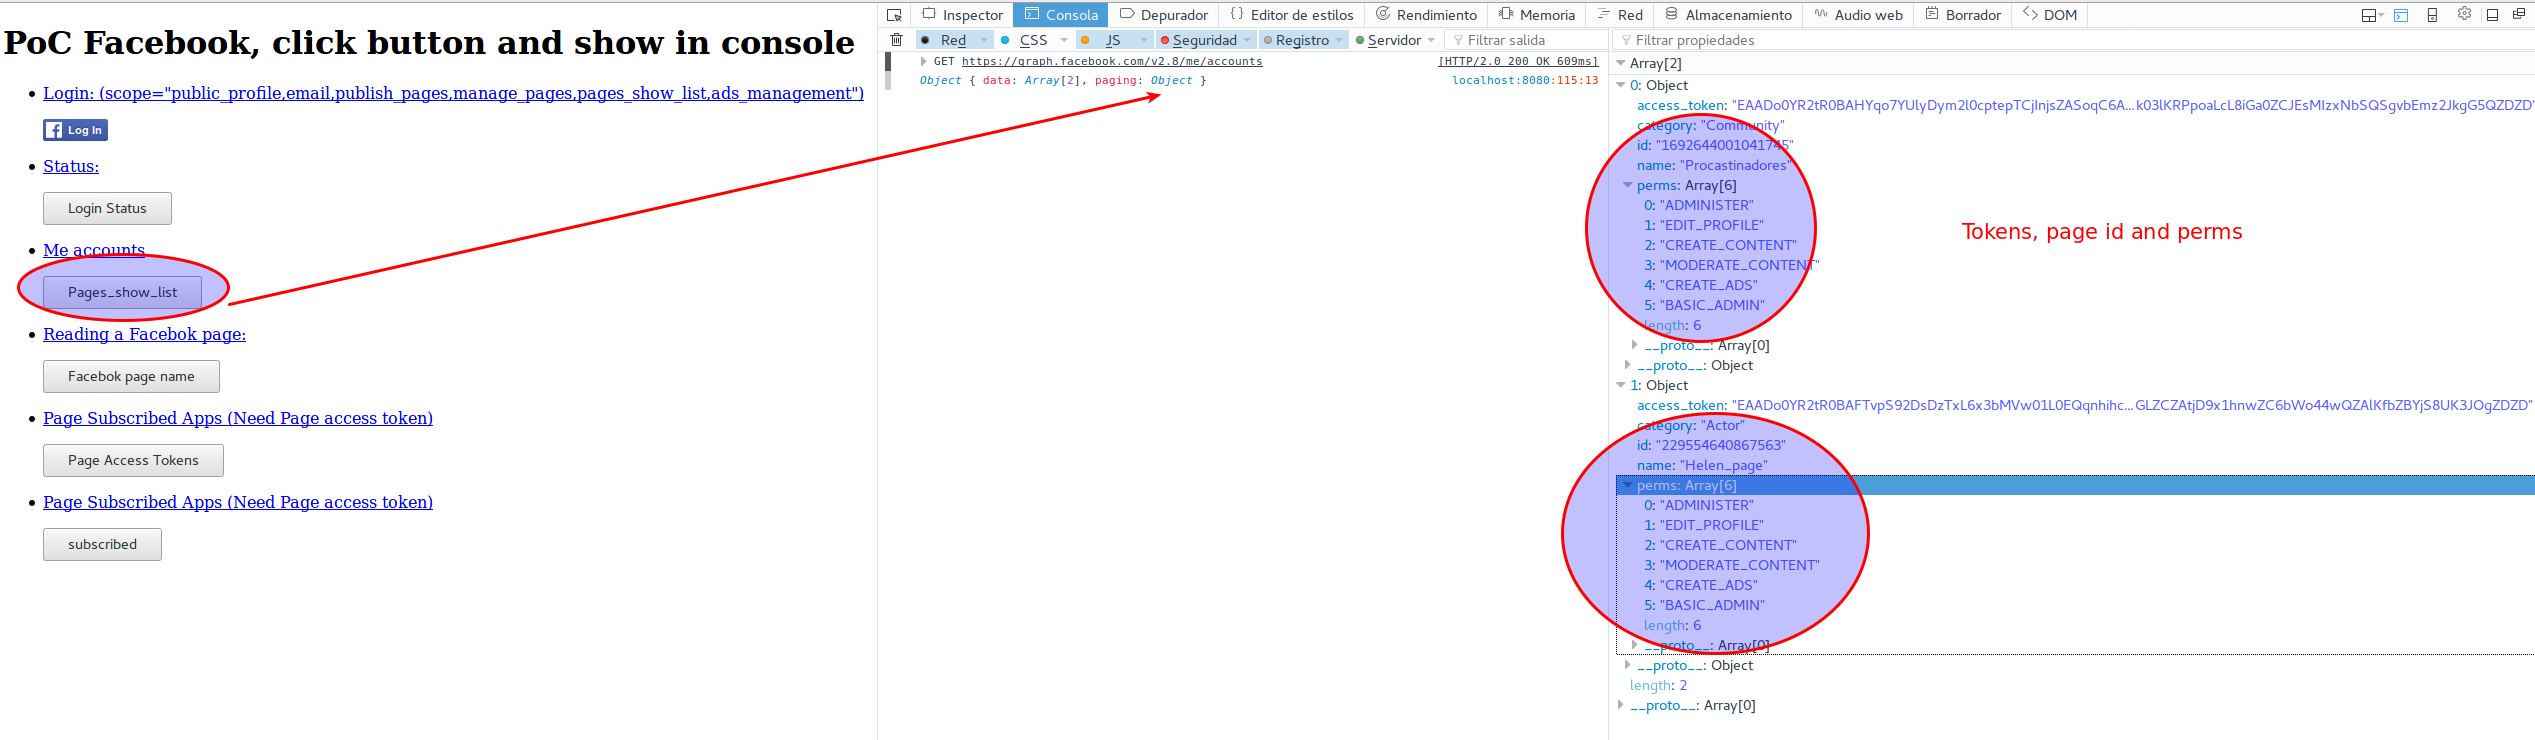 PoC Facebook, click button and show in console
Login: (scope="public_profile,email,publish_pages,manage_pages,pages_show_list,ads_management")
Log In
Status:
Login Status
Me accounts
Pages_show_list
Reading a Facebok page:
Facebok page name
Page Subscribed Apps (Need Page access token)
Page Access Tokens
Page Subscribed Apps (Need Page access token)
subscribed
Inspector Consola Depurador Editor de estilos Rendimiento Memoria Red Almacenamiento Audio web Borrador DOM
Red CSS JS Seguridad Registro Servidor Filtrar salida Filtrar propiedades
GET https://graph.facebook.com/v2.8/me/accounts [HTTP/2.0 200 OK 609ms]
Object { data: Array[2], paging: Object } localhost:8080:115:13
Array[2]
0: Object
access_token: "EAADo0YR2tR0BAHYqo7YUlyDym2l0cptepTCjInjsZASoqC6A…k03lKRPpoaLcL8iGa0ZCJEsMIzxNbSQSgvbEmz2JkgG5QZDZD"
category: "Community"
id: "1692644001041745"
name: "Procastinadores"
perms: Array[6]
0: "ADMINISTER"
1: "EDIT_PROFILE"
2: "CREATE_CONTENT"
3: "MODERATE_CONTENT"
4: "CREATE_ADS"
5: "BASIC_ADMIN"
length: 6
__proto__: Array[0]
__proto__: Object
1: Object
access_token: "EAADo0YR2tR0BAFTvpS92DsDzTxL6x3bMVw01L0EQqnhihc…GLZCZAtjD9x1hnwZC6bWo44wQZAlKfbZBYjS8UK3JOgZDZD"
category: "Actor"
id: "229554640867563"
name: "Helen_page"
perms: Array[6]
0: "ADMINISTER"
1: "EDIT_PROFILE"
2: "CREATE_CONTENT"
3: "MODERATE_CONTENT"
4: "CREATE_ADS"
5: "BASIC_ADMIN"
length: 6
__proto__: Array[0]
__proto__: Object
length: 2
__proto__: Array[0]
Tokens, page id and perms